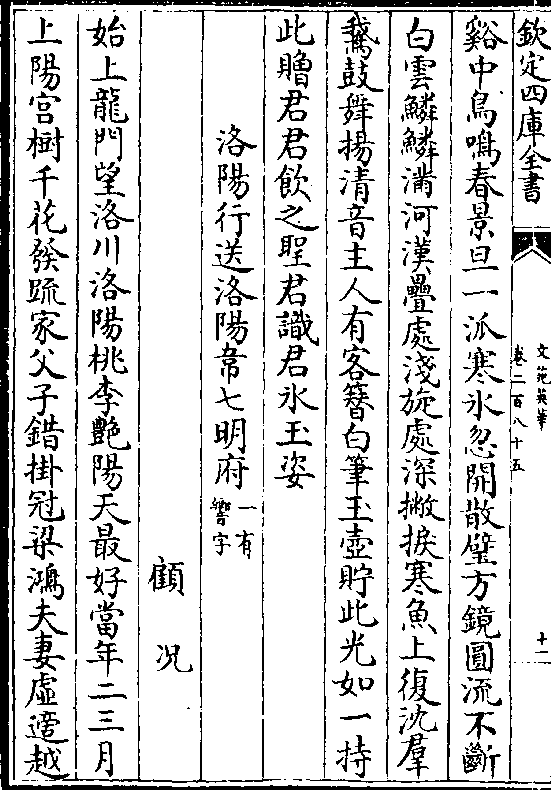 欽定四庫全書
文苑英華
卷二百八十五
十一
谿中鳥鳴春景旦一派寒氷忽開散璧方鏡圓流不斷
白雲鱗鱗滿河漢疊處淺旋處深撇捩寒魚上復沈羣
鵞鼓舞揚清音主人有客簪白筆玉壺貯此光如一持
此贈君君飲之聖君識君氷玉姿
洛陽行送洛陽韋七明府一有響字
顧況
始上龍門望洛川洛陽桃李艷陽天最好當年二三月
上陽宮樹千花發疏家父子錯掛冠梁鴻夫妻虛適越